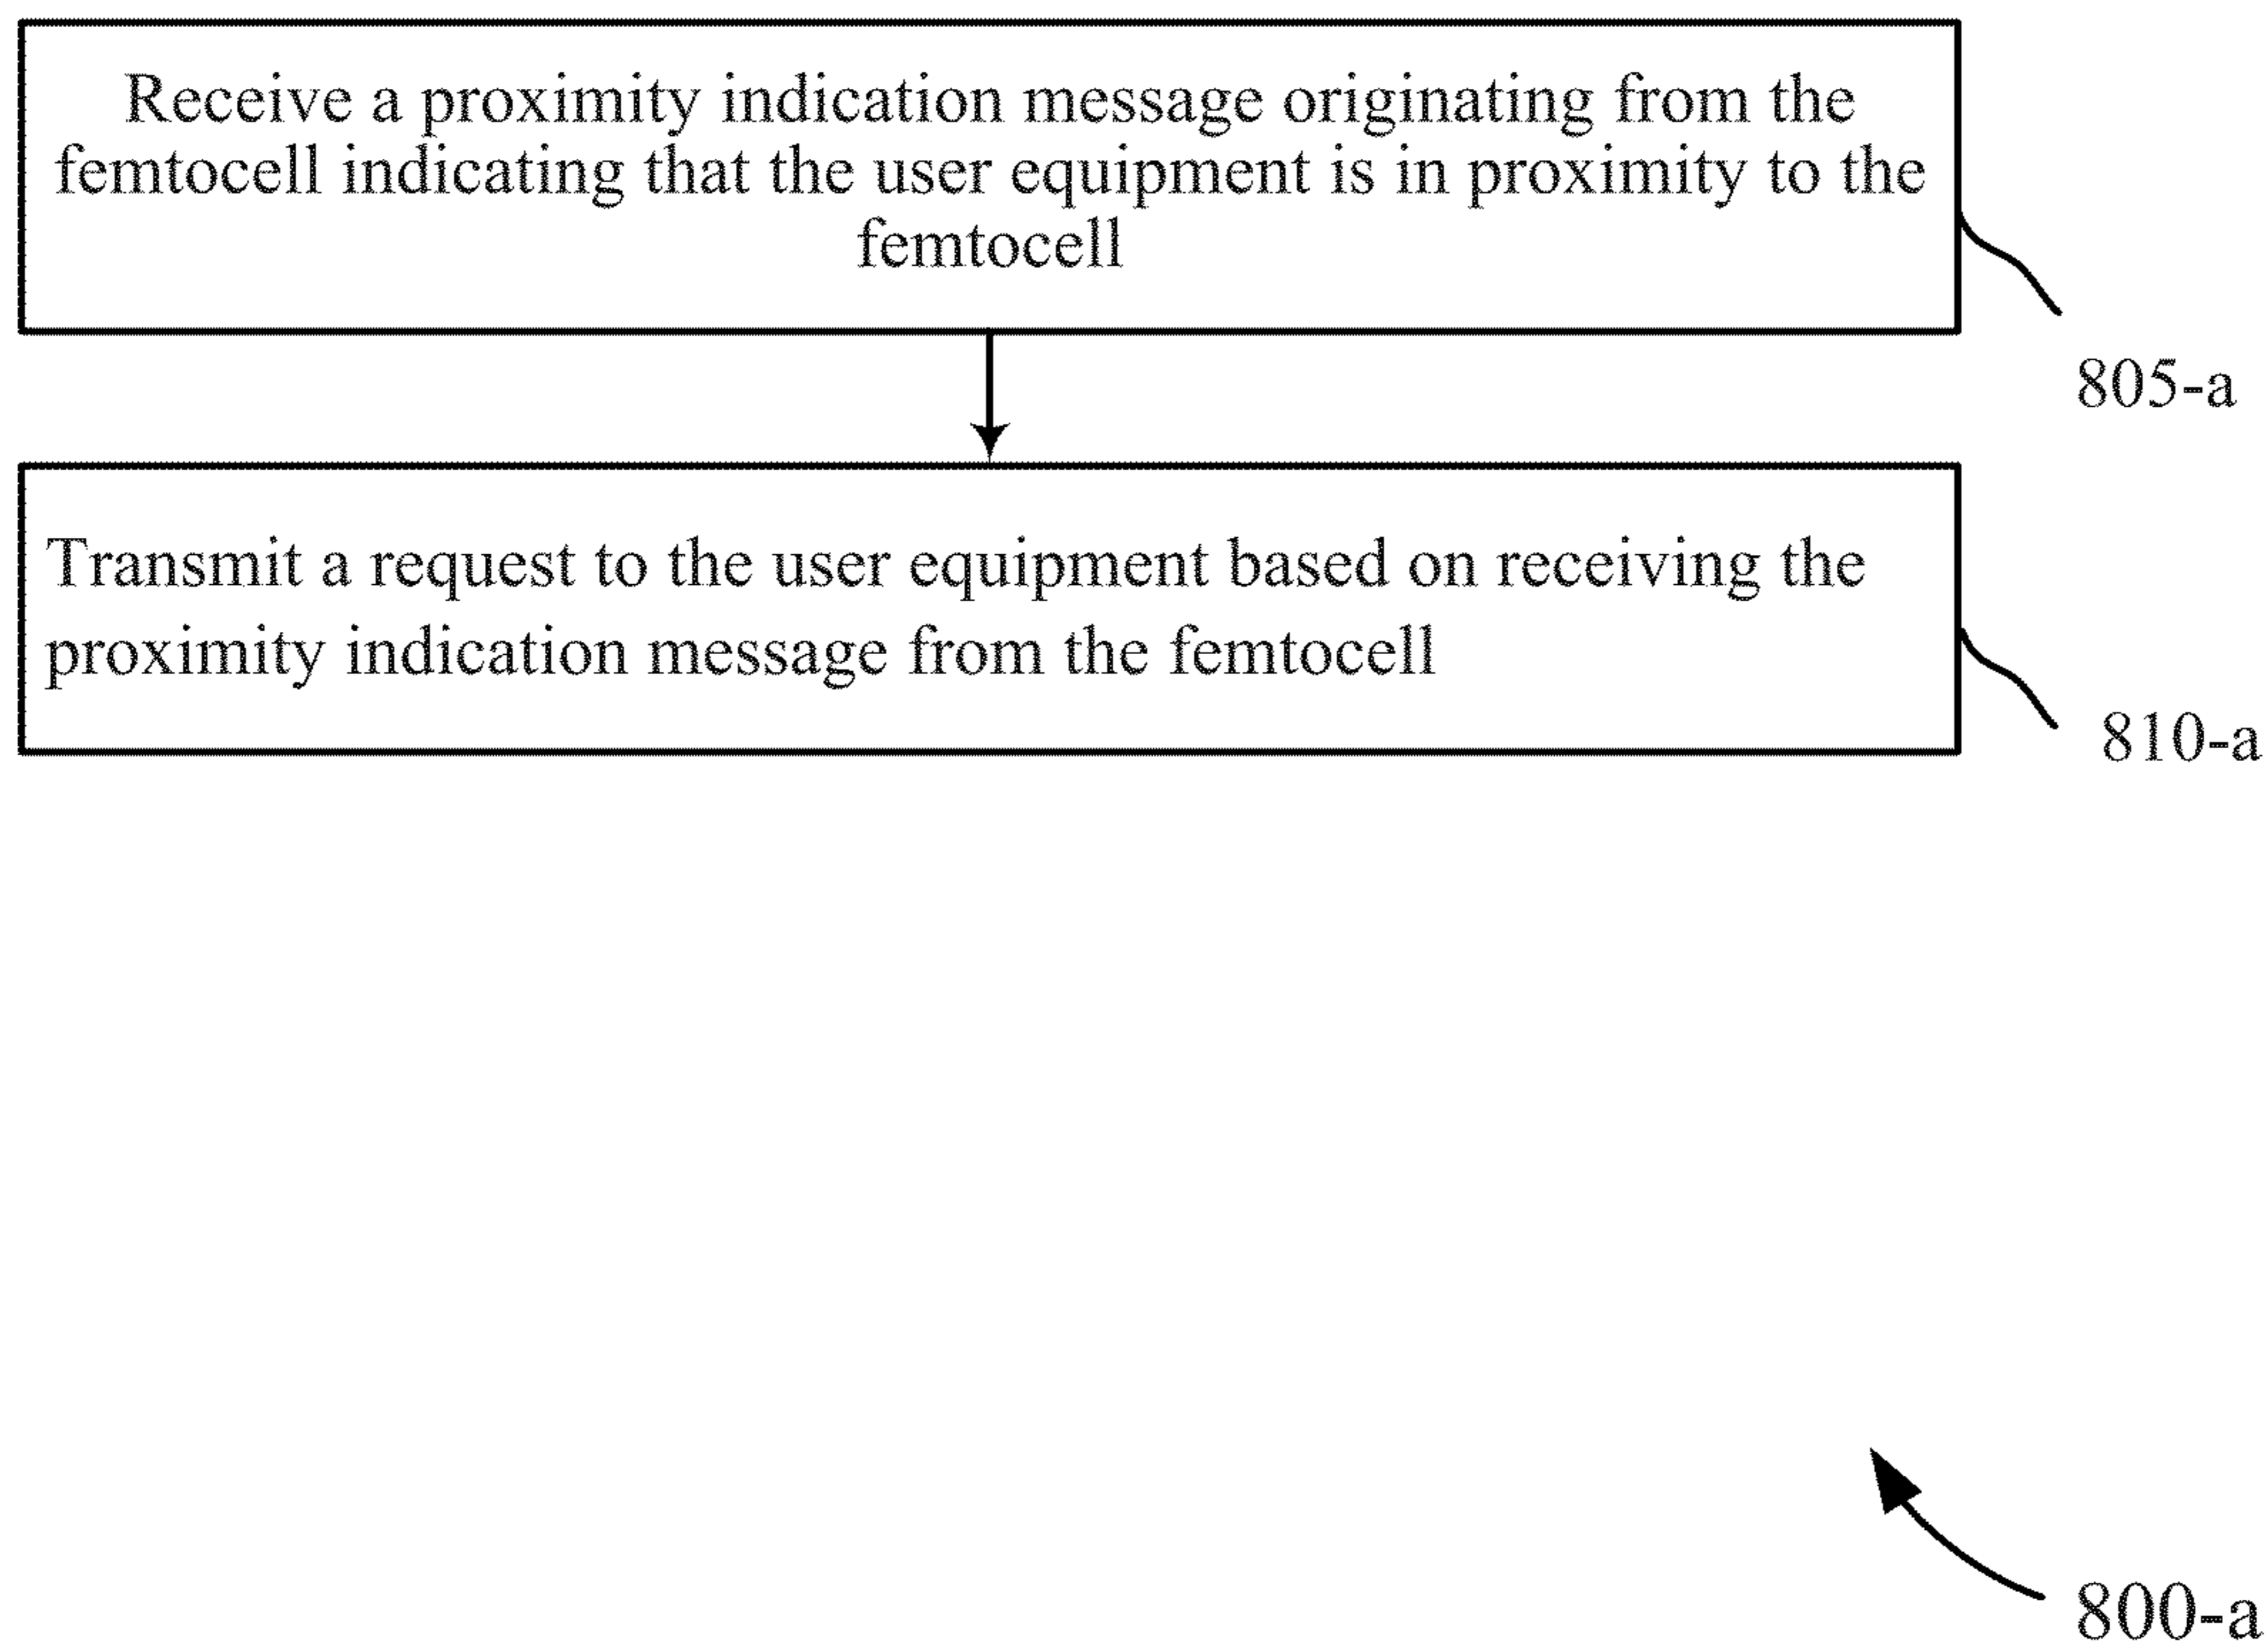 Receive a proximity indication message originating from the
femtocell indicating that the user equipment is in proximity to the
femtocell
805-a
Transmit a request to the user equipment based on receiving the
proximity indication message from the femtocell
810-a
800-a